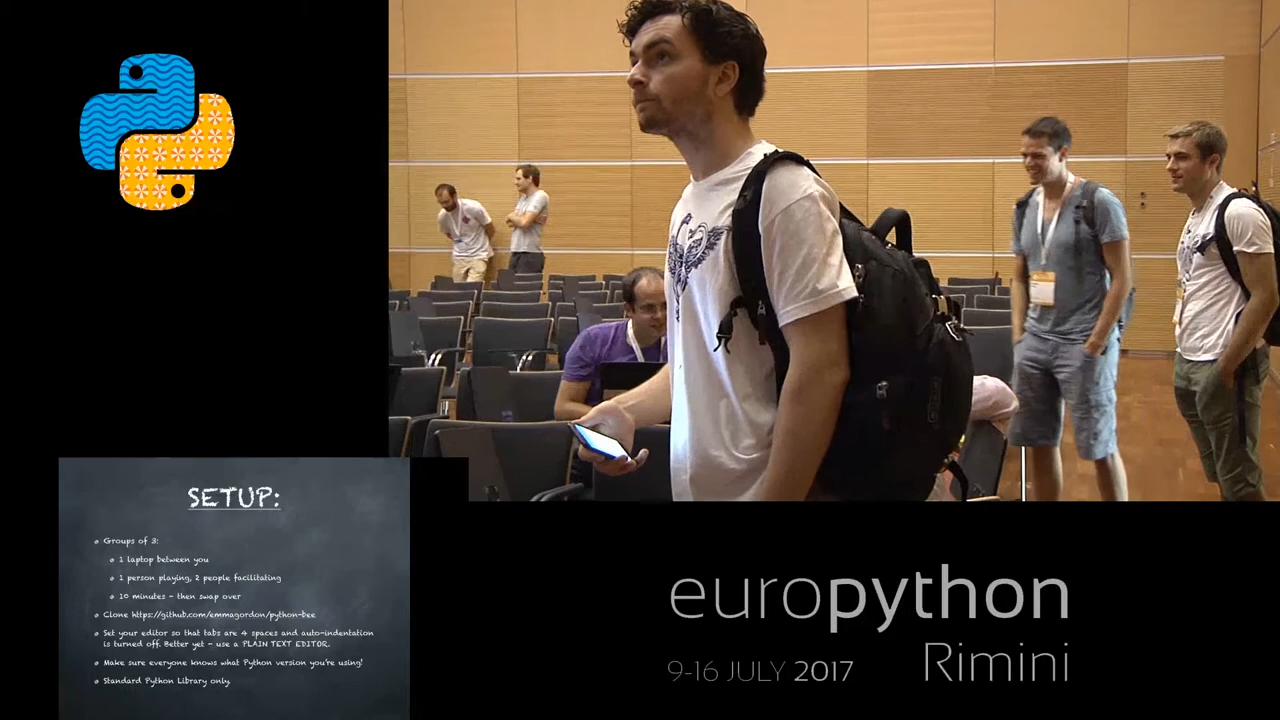 SETUP:
Groups of 3:
1 laptop between you
1 person playing, 2 people facilitating
10 minutes - then swap over
Clone https://github.com/emmagordon/python-bee
Set your editor so that tabs are 4 spaces and auto-indentation
is turned off. Better yet - use a PLAIN TEXT EDITOR.
Make sure everyone knows what Python version you're using!
Standard Python Library only.
europython
9-16 JULY 2017 Rimini